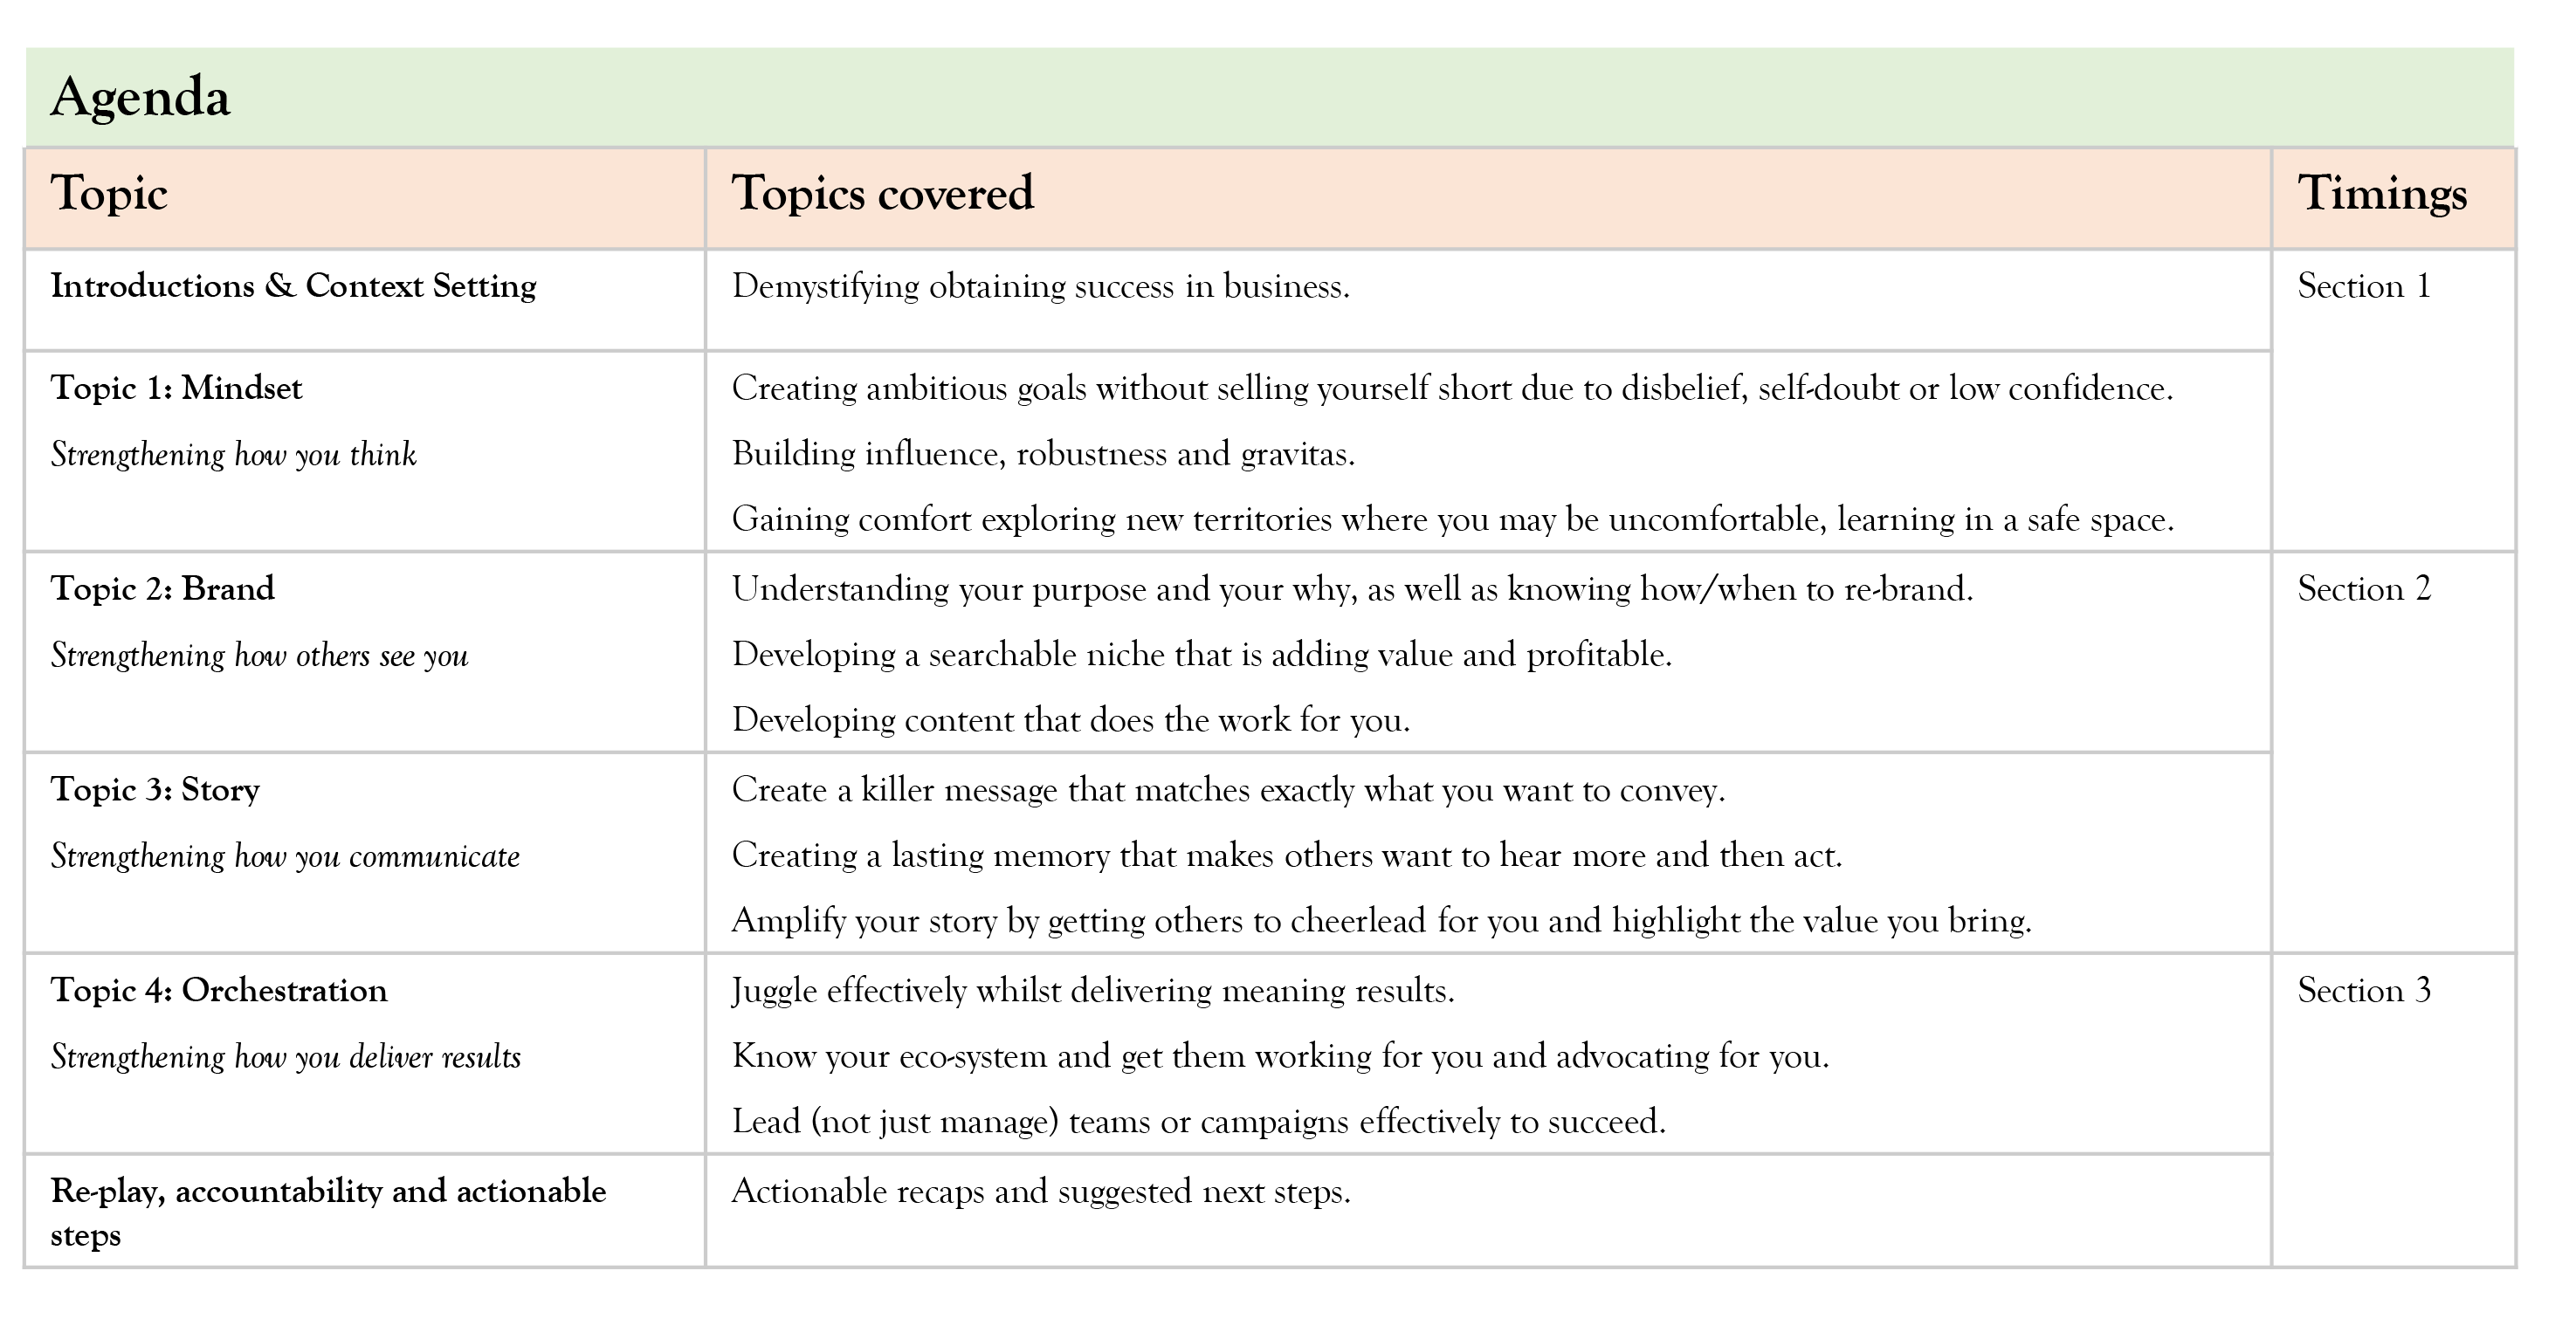 Agenda
Topic
Topics covered
Timings
Introductions & Context Setting
Demystifying obtaining success in business.
Section 1
Topic 1: Mindset
Strengthening how you think
Creating ambitious goals without selling yourself short due to disbelief, self-doubt or low confidence.
Building influence, robustness and gravitas.
Gaining comfort exploring new territories where you may be uncomfortable, learning in a safe space.
Topic 2: Brand
Strengthening how others see you
Understanding your purpose and your why, as well as knowing how/when to re-brand.
Developing a searchable niche that is adding value and profitable.
Developing content that does the work for you.
Section 2
Topic 3: Story
Strengthening how you communicate
Create a killer message that matches exactly what you want to convey.
Creating a lasting memory that makes others want to hear more and then act.
Amplify your story by getting others to cheerlead for you and highlight the value you bring.
Topic 4: Orchestration
Strengthening how you deliver results
Juggle effectively whilst delivering meaning results.
Know your eco-system and get them working for you and advocating for you.
Lead (not just manage) teams or campaigns effectively to succeed.
Section 3
Re-play, accountability and actionable
steps
Actionable recaps and suggested next steps.